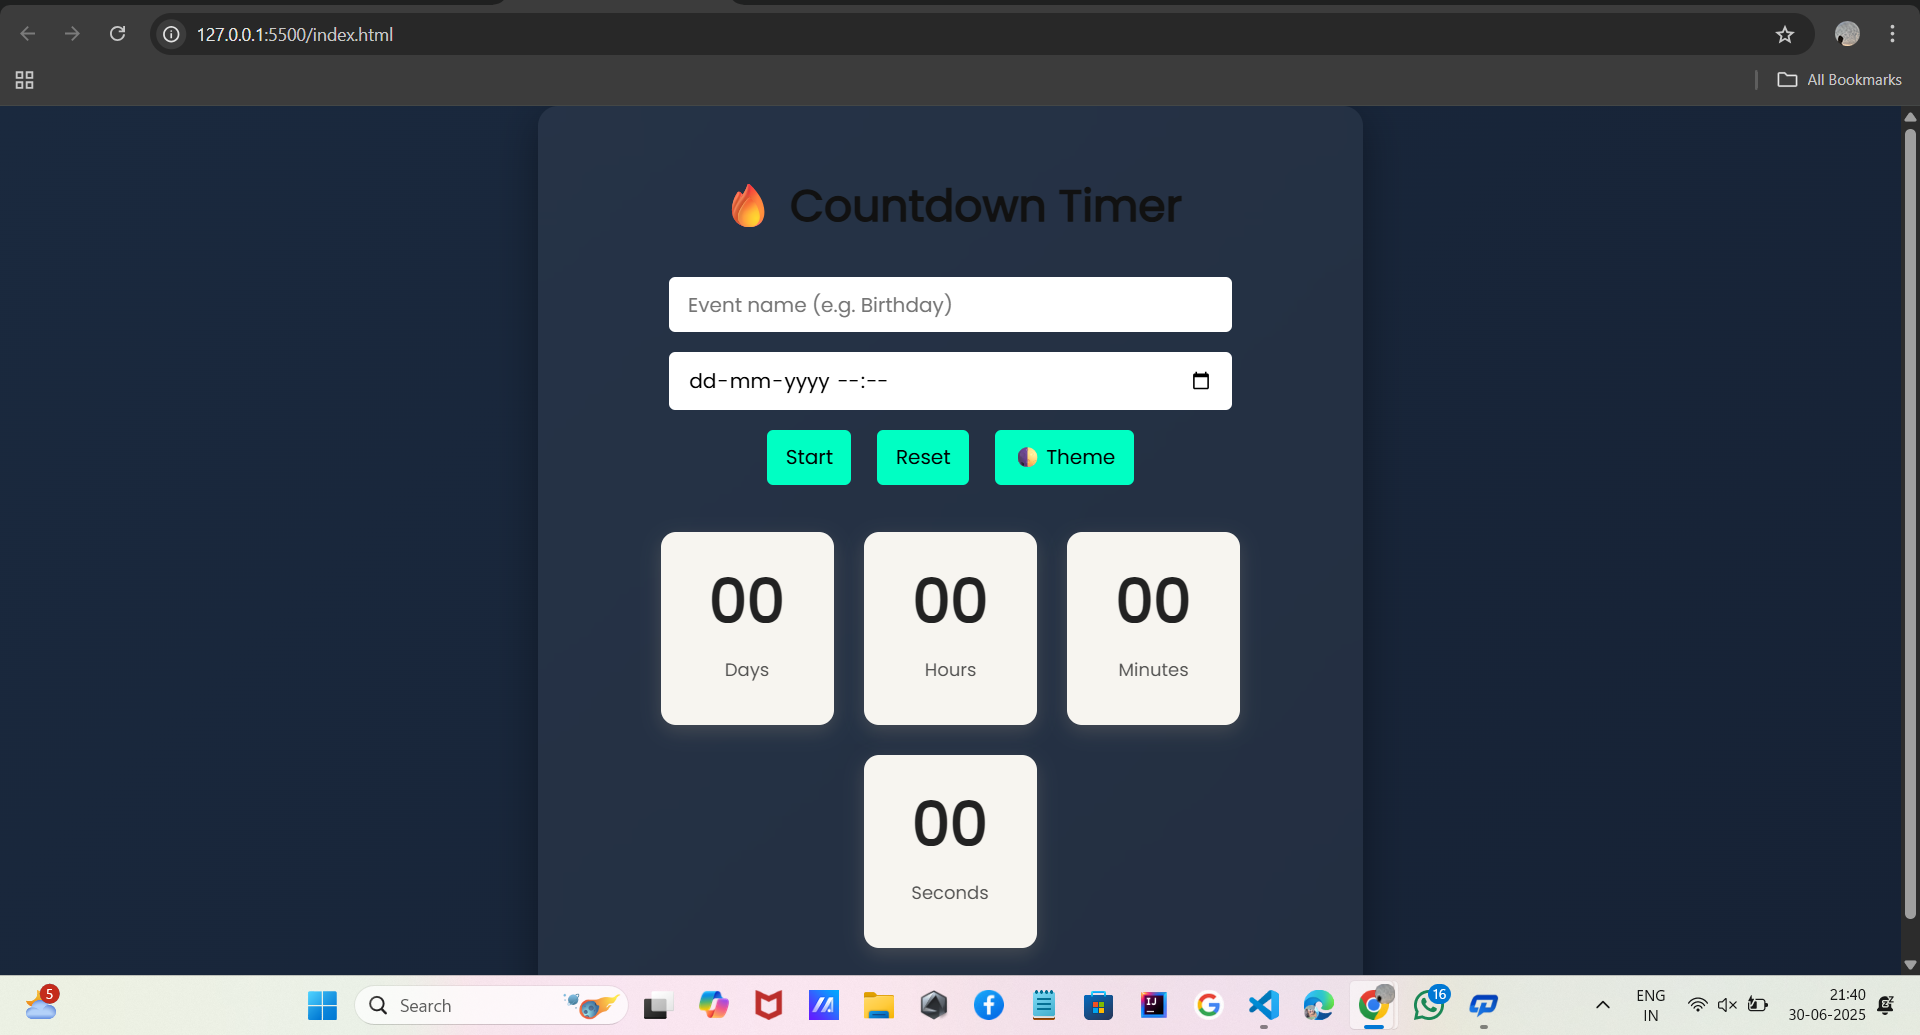 127.0.0.1:5500/index.html
All Bookmarks
Countdown Timer
Event name (e.g. Birthday)
dd-mm-yyyy --:--
Start
Reset
Theme
00
Days
00
Hours
00
Minutes
00
Seconds
5
Search
IJ
16
ENG
IN
21:40
30-06-2025